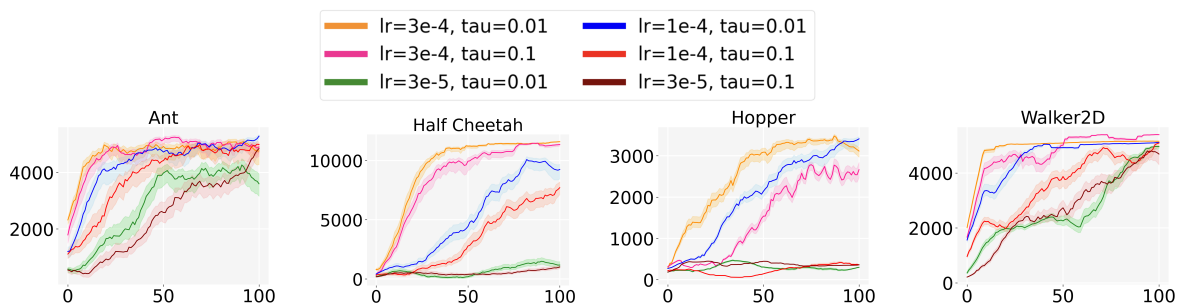 lr=3e-4, tau=0.01 lr=1e-4, tau=0.01
lr=3e-4, tau=0.1 lr=1e-4, tau=0.1
lr=3e-5, tau=0.01 lr=3e-5, tau=0.1
Ant
4000
2000
0 50 100
Half Cheetah
10000
5000
0
0 50 100
Hopper
3000
2000
1000
0
0 50 100
Walker2D
4000
2000
0
0 50 100